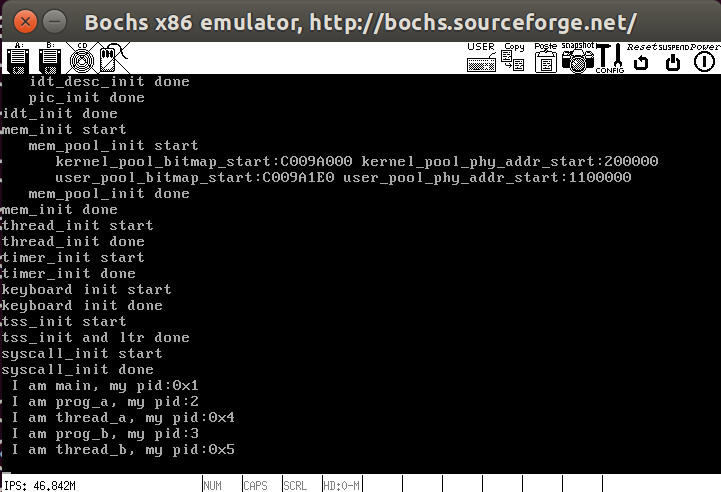 Bochs x86 emulator, http://bochs.sourceforge.net/
A: B: CD USER Copy Paste snapshot CONFIG Reset SUSPEND Power
idt_desc_init done
pic_init done
idt_init done
mem_init start
mem_pool_init start
kernel_pool_bitmap_start:C009A000 kernel_pool_phy_addr_start:200000
user_pool_bitmap_start:C009A1E0 user_pool_phy_addr_start:1100000
mem_pool_init done
mem_init done
thread_init start
thread_init done
timer_init start
timer_init done
keyboard init start
keyboard init done
tss_init start
tss_init and ltr done
syscall_init start
syscall_init done
I am main, my pid:0x1
I am prog_a, my pid:2
I am thread_a, my pid:0x4
I am prog_b, my pid:3
I am thread_b, my pid:0x5
IPS: 46.842M NUM CAPS SCRL HD:0-M